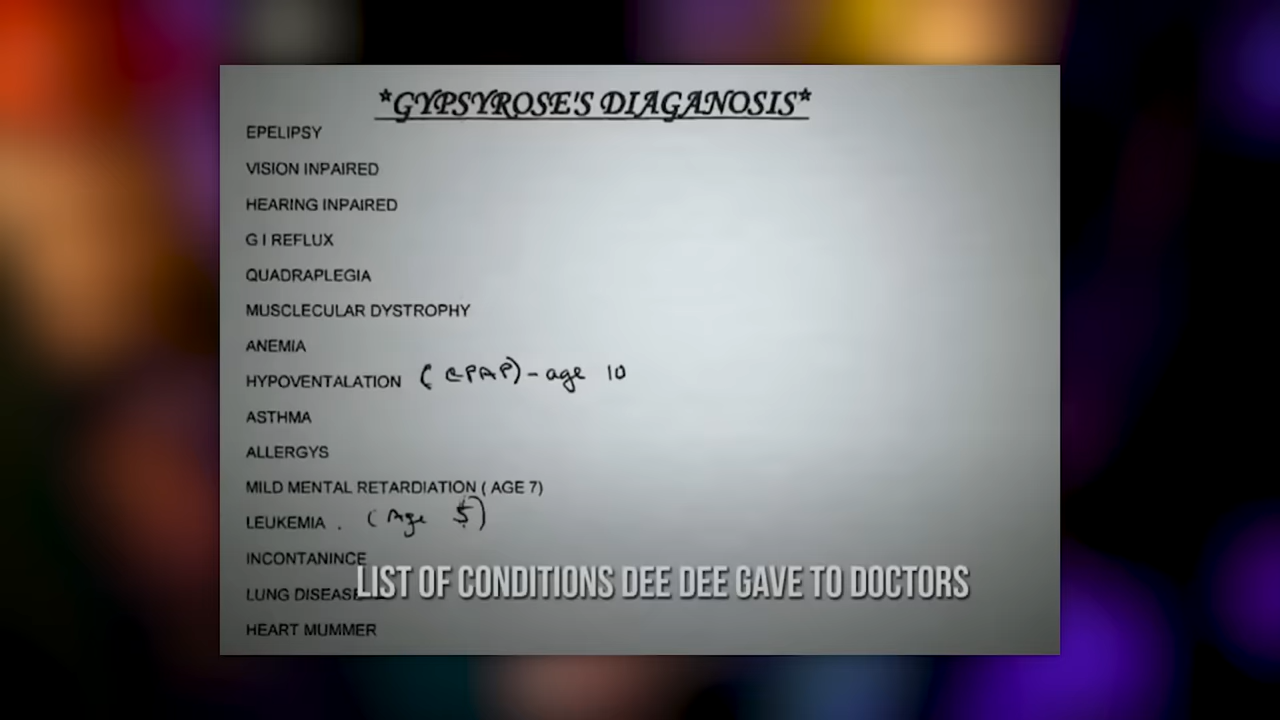 *GYPSYROSE'S DIAGANOSIS*
EPELIPSY
VISION INPAIRED
HEARING INPAIRED
G I REFLUX
QUADRAPLEGIA
MUSCLECULAR DYSTROPHY
ANEMIA
HYPOVENTALATION (CPAP) - age 10
ASTHMA
ALLERGYS
MILD MENTAL RETARDIATION ( AGE 7)
LEUKEMIA . (Age 5)
INCONTANINCE
LIST OF CONDITIONS DEE DEE GAVE TO DOCTORS
LUNG DISEASE
HEART MUMMER